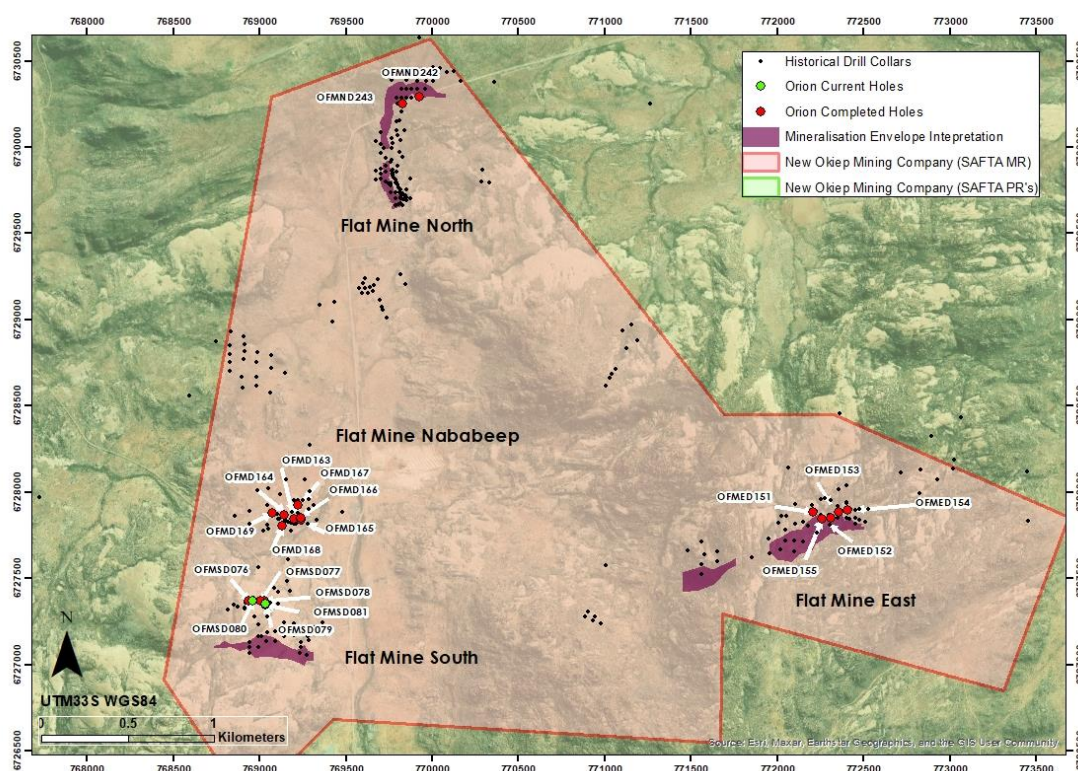 768000 768500 769000 769500 770000 770500 771000 771500 772000 772500 773000 773500
6730500
6730000
6729500
6729000
6728500
6728000
6727500
6727000
6726500
OFMND242
OFMND243
Historical Drill Collars
Orion Current Holes
Orion Completed Holes
Mineralisation Envelope Intepretation
New Okiep Mining Company (SAFTA MR)
New Okiep Mining Company (SAFTA PR's)
Flat Mine North
Flat Mine Nababeep
OFMD163
OFMD164
OFMD167
OFMD166
OFMD169
OFMD165
OFMD168
OFMED153
OFMED151
OFMED154
OFMED152
OFMED155
OFMSD076
OFMSD077
OFMSD078
OFMSD081
OFMSD080
OFMSD079
Flat Mine East
Flat Mine South
N
UTM33S WGS84
0 0.5 1
Kilometers
Source: Esri, Maxar, Earthstar Geographics, and the GIS User Community